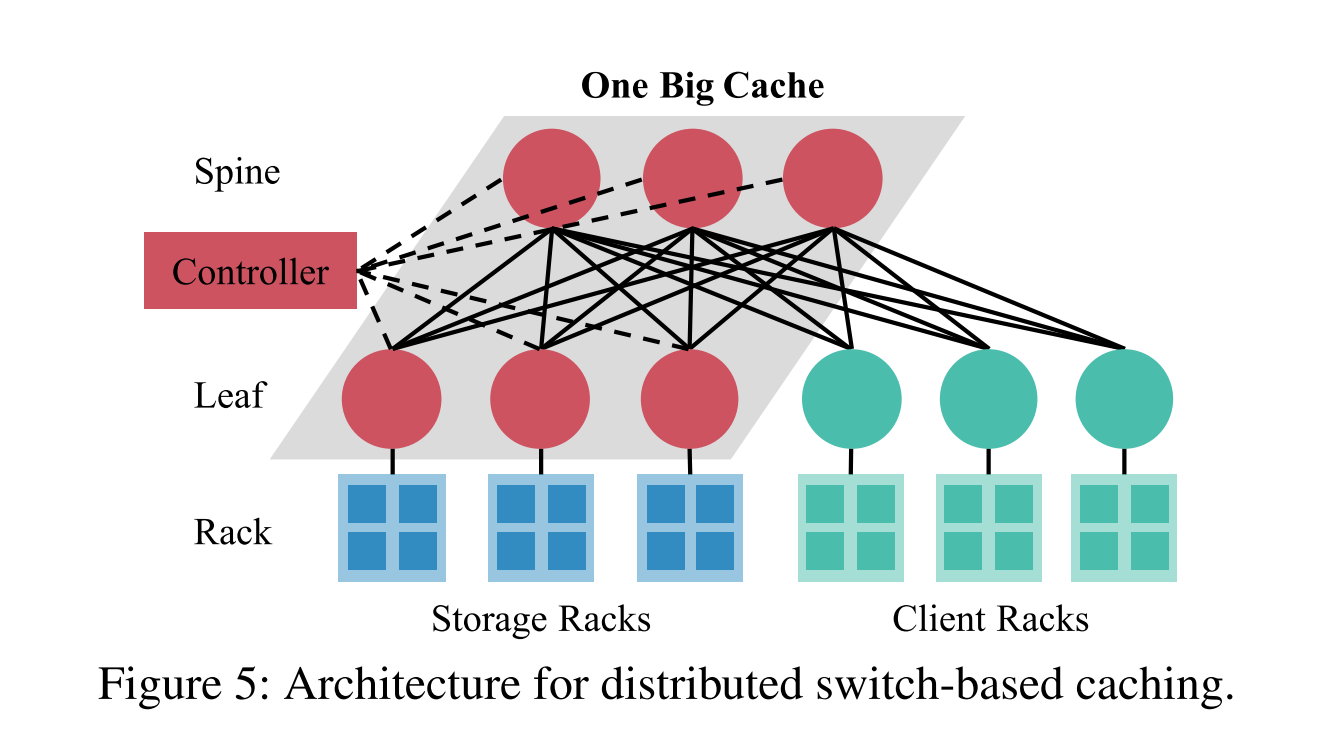 One Big Cache
Spine
Controller
Leaf
Rack
Storage Racks
Client Racks
Figure 5: Architecture for distributed switch-based caching.